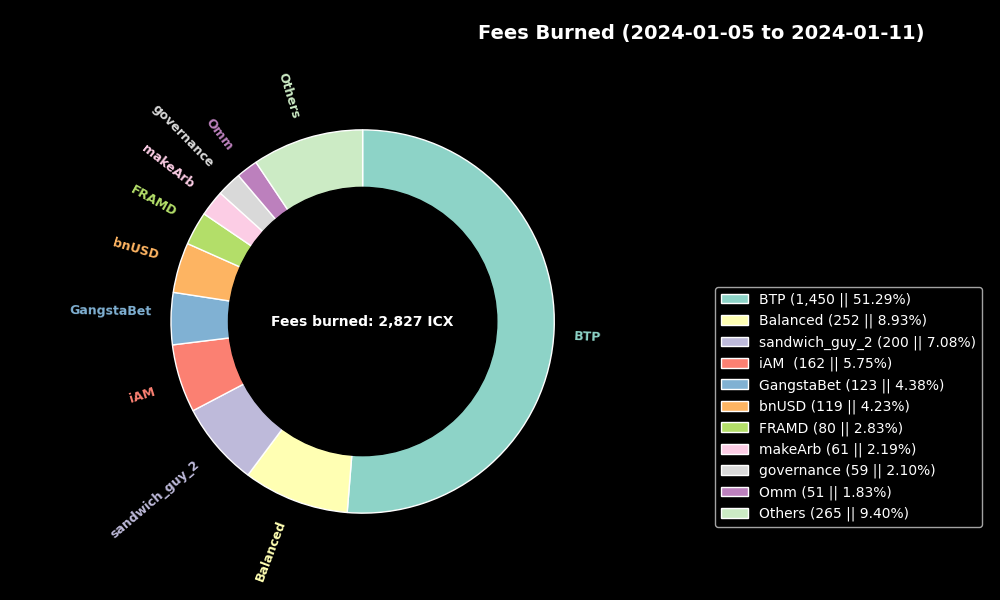 Fees Burned (2024-01-05 to 2024-01-11)
Others
Omm
governance
makeArb
FRAMD
bnUSD
GangstaBet
iAM
sandwich_guy_2
Balanced
BTP
Fees burned: 2,827 ICX
BTP (1,450 || 51.29%)
Balanced (252 || 8.93%)
sandwich_guy_2 (200 || 7.08%)
iAM  (162 || 5.75%)
GangstaBet (123 || 4.38%)
bnUSD (119 || 4.23%)
FRAMD (80 || 2.83%)
makeArb (61 || 2.19%)
governance (59 || 2.10%)
Omm (51 || 1.83%)
Others (265 || 9.40%)